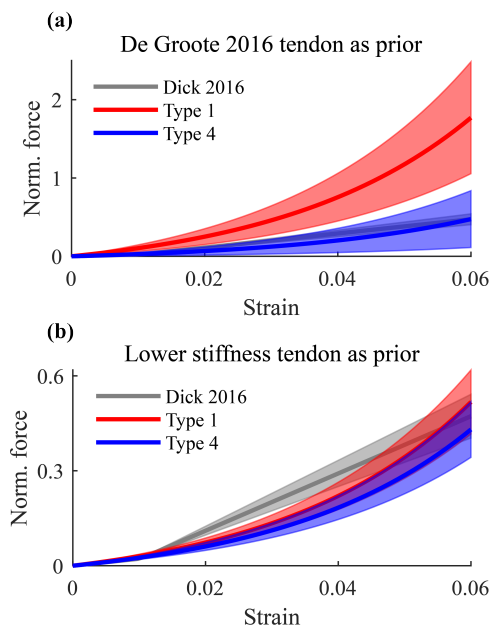 (a)
De Groote 2016 tendon as prior
Norm. force
2
1
0
Dick 2016
Type 1
Type 4
0
0.02
0.04
0.06
Strain
(b)
Lower stiffness tendon as prior
Norm. force
0.6
0.3
0
Dick 2016
Type 1
Type 4
0
0.02
0.04
0.06
Strain